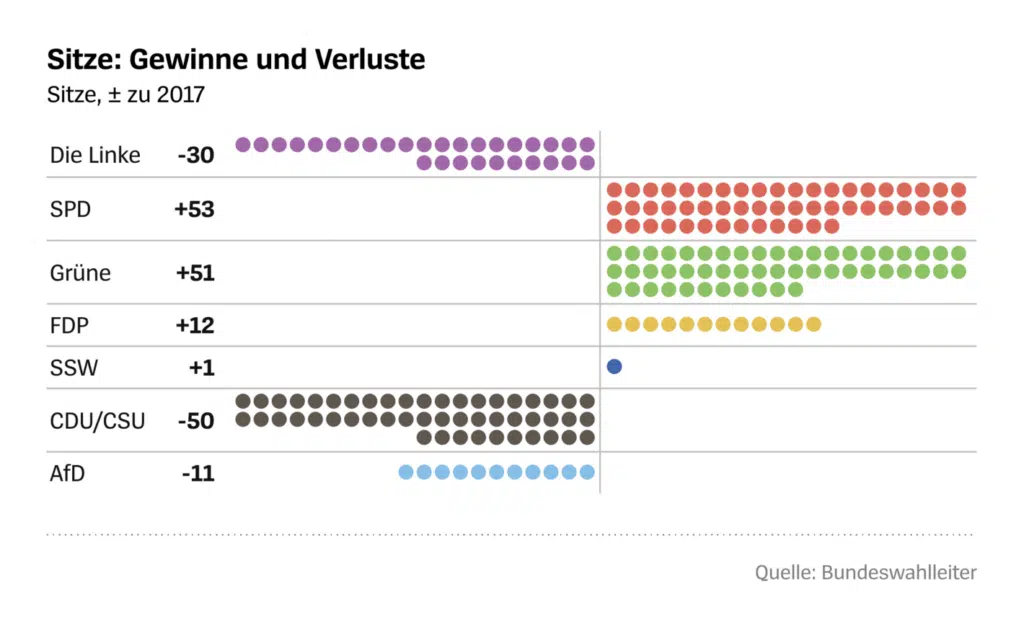 Sitze: Gewinne und Verluste
Sitze, ± zu 2017
Die Linke -30
SPD +53
Grüne +51
FDP +12
SSW +1
CDU/CSU -50
AfD -11
Quelle: Bundeswahlleiter